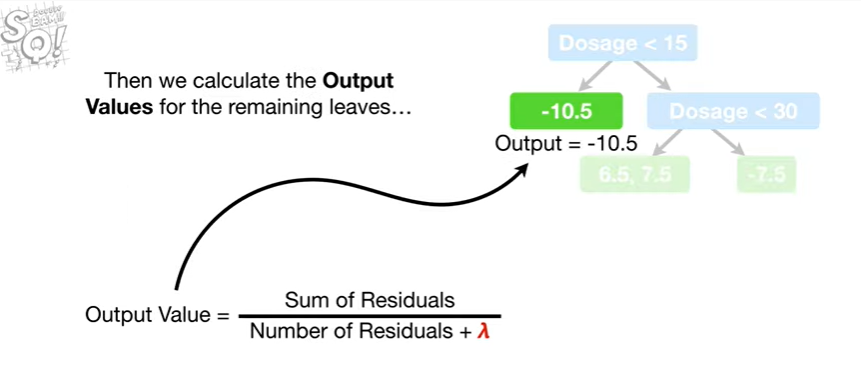 Dosage < 15
Then we calculate the Output
Values for the remaining leaves…
-10.5
Dosage < 30
Output = -10.5
6.5, 7.5
-7.5
Output Value =
Sum of Residuals
Number of Residuals + λ